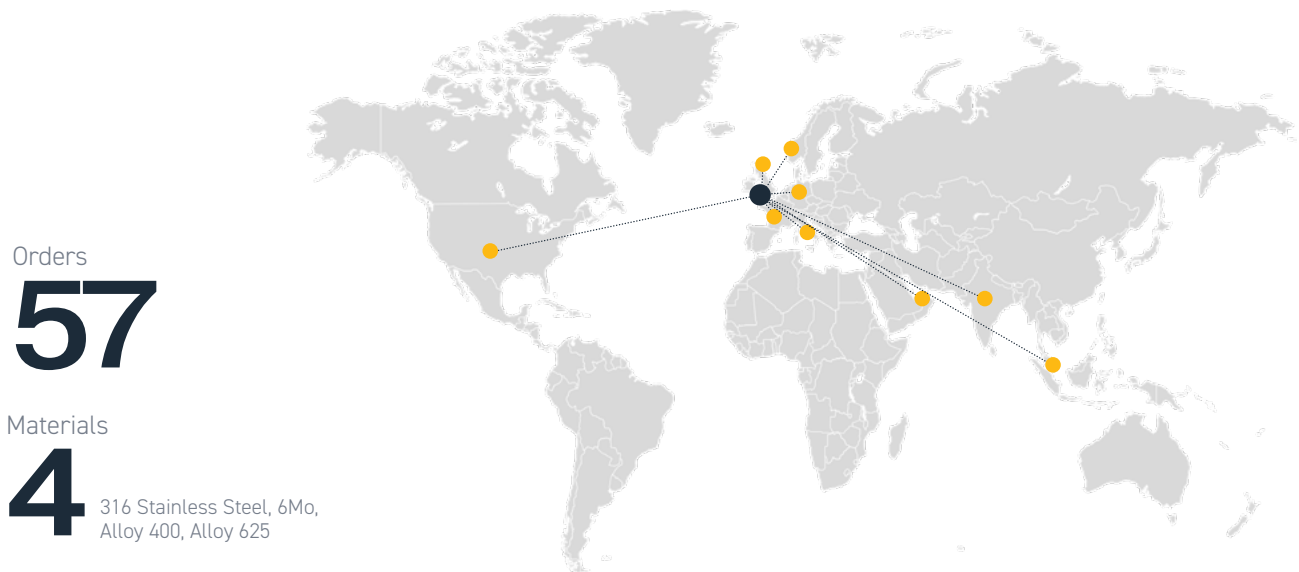 Orders
57
Materials
4
316 Stainless Steel, 6Mo,
Alloy 400, Alloy 625